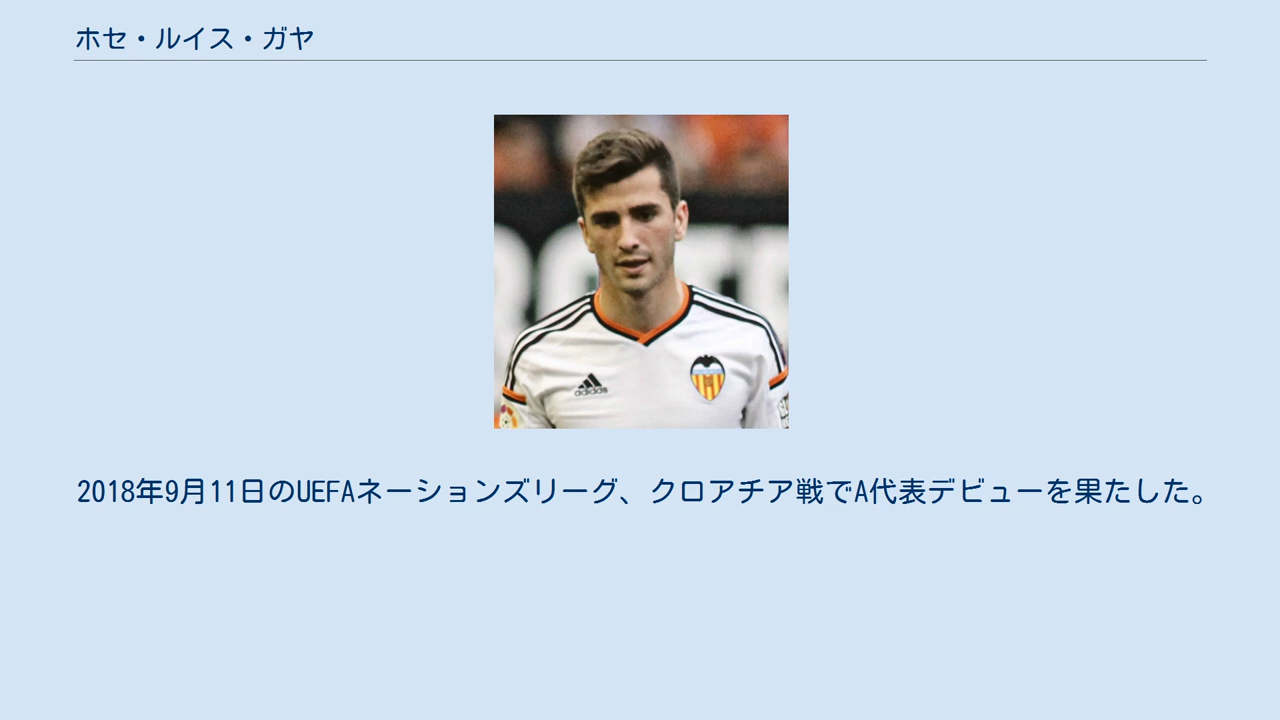 ホセ・ルイス・ガヤ
adidas
2018年9月11日のUEFAネーションズリーグ、クロアチア戦でA代表デビューを果たした。